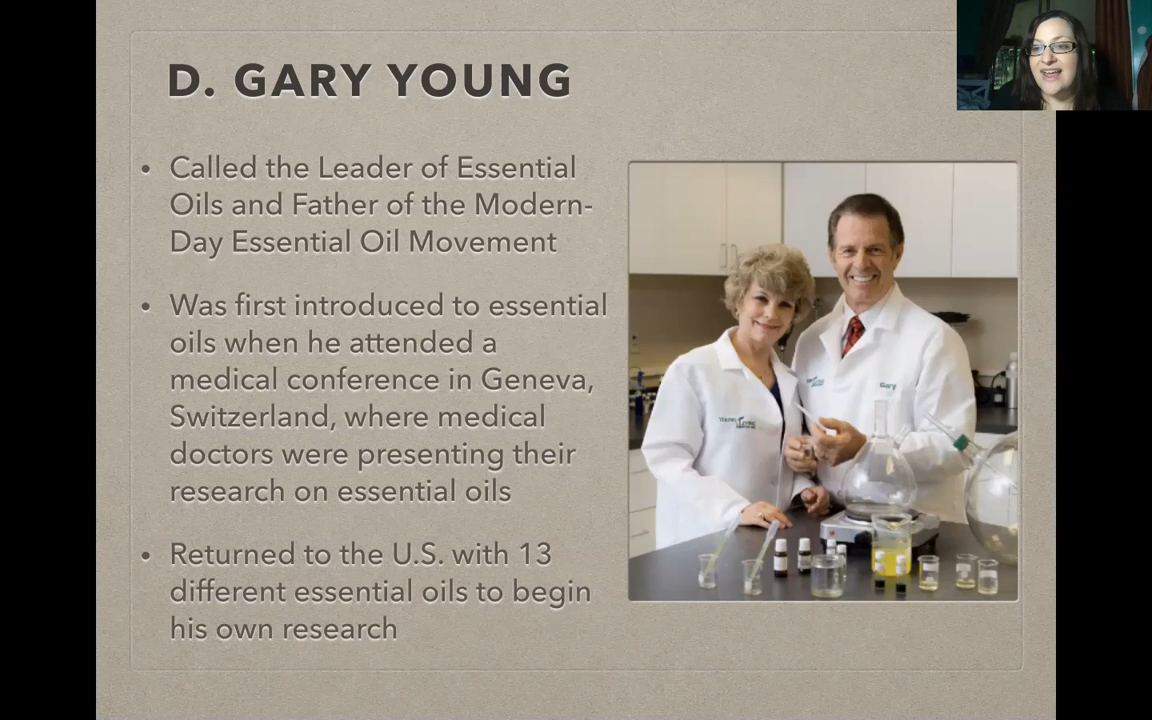 D. GARY YOUNG
• Called the Leader of Essential
Oils and Father of the Modern-
Day Essential Oil Movement
• Was first introduced to essential
oils when he attended a
medical conference in Geneva,
Switzerland, where medical
doctors were presenting their
research on essential oils
• Returned to the U.S. with 13
different essential oils to begin
his own research
Gary